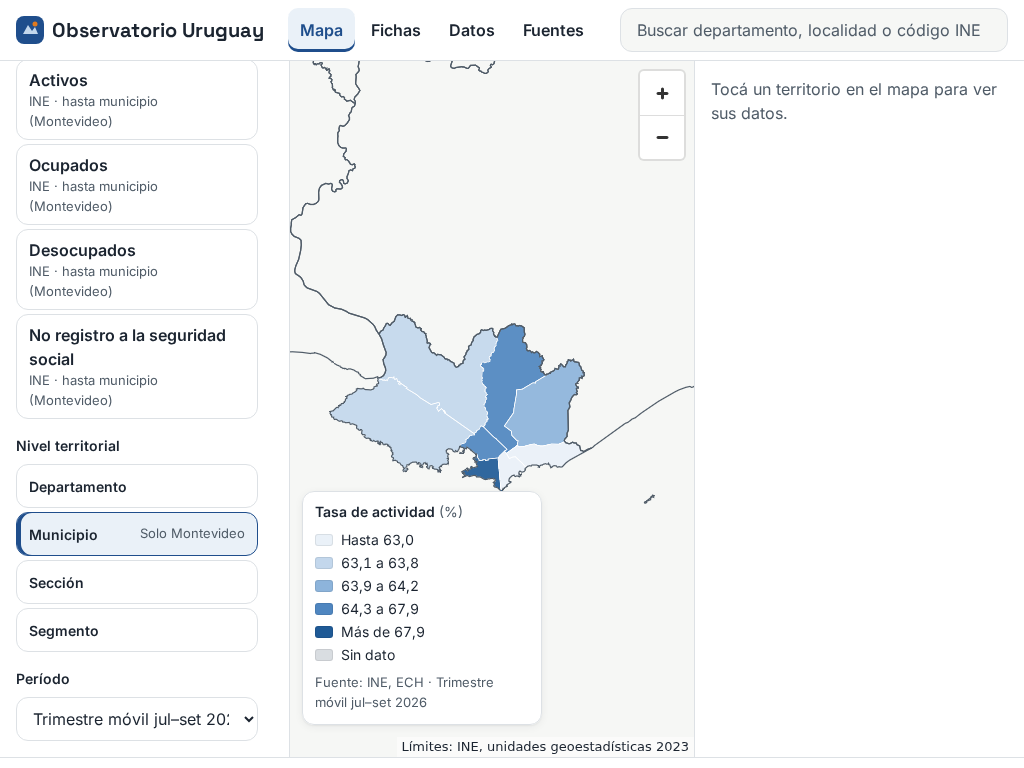 Observatorio Uruguay
Mapa
Fichas
Datos
Fuentes
Buscar departamento, localidad o código INE
Activos
INE · hasta municipio
(Montevideo)
Ocupados
INE · hasta municipio
(Montevideo)
Desocupados
INE · hasta municipio
(Montevideo)
No registro a la seguridad
social
INE · hasta municipio
(Montevideo)
Nivel territorial
Departamento
Municipio Solo Montevideo
Sección
Segmento
Período
Trimestre móvil jul–set
+
−
Tasa de actividad (%)
Hasta 63,0
63,1 a 63,8
63,9 a 64,2
64,3 a 67,9
Más de 67,9
Sin dato
Fuente: INE, ECH · Trimestre
móvil jul–set 2026
Límites: INE, unidades geoestadísticas 2023
Tocá un territorio en el mapa para ver
sus datos.